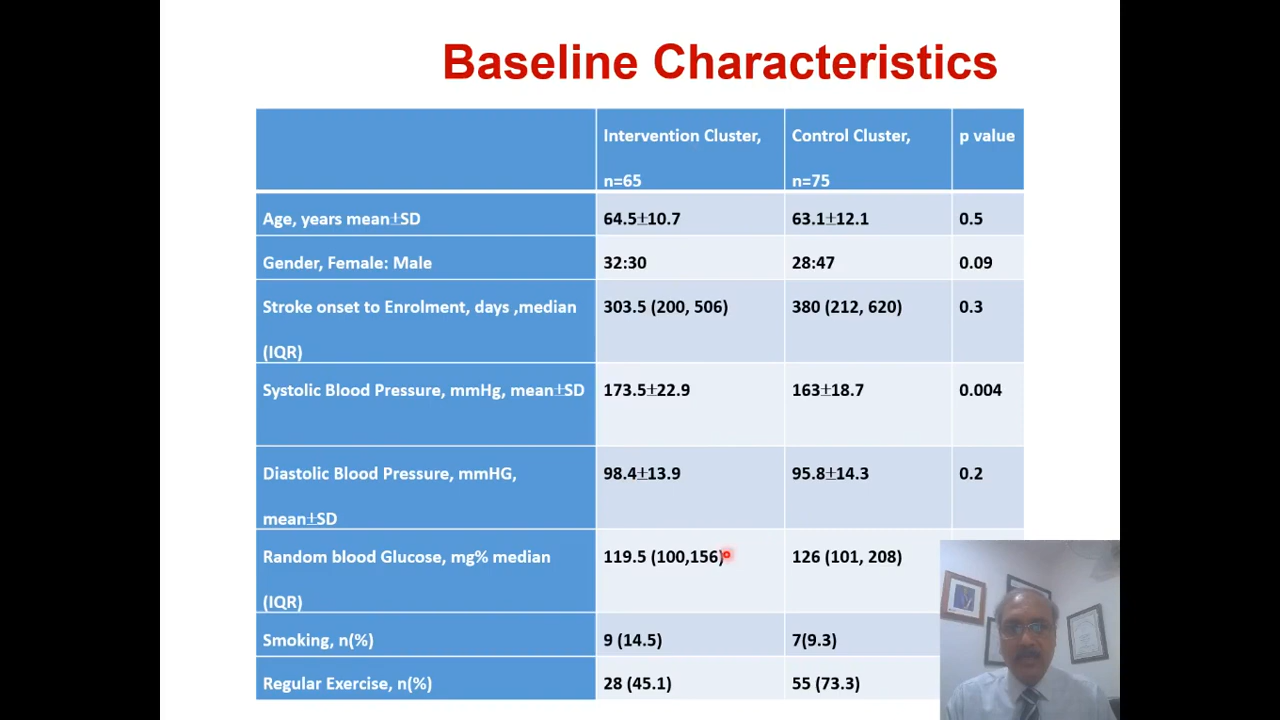 Baseline Characteristics
Intervention Cluster, Control Cluster, p value
n=65 n=75
Age, years mean±SD 64.5±10.7 63.1±12.1 0.5
Gender, Female: Male 32:30 28:47 0.09
Stroke onset to Enrolment, days ,median 303.5 (200, 506) 380 (212, 620) 0.3
(IQR)
Systolic Blood Pressure, mmHg, mean±SD 173.5±22.9 163±18.7 0.004
Diastolic Blood Pressure, mmHG, 98.4±13.9 95.8±14.3 0.2
mean±SD
Random blood Glucose, mg% median 119.5 (100,156) 126 (101, 208)
(IQR)
Smoking, n(%) 9 (14.5) 7(9.3)
Regular Exercise, n(%) 28 (45.1) 55 (73.3)